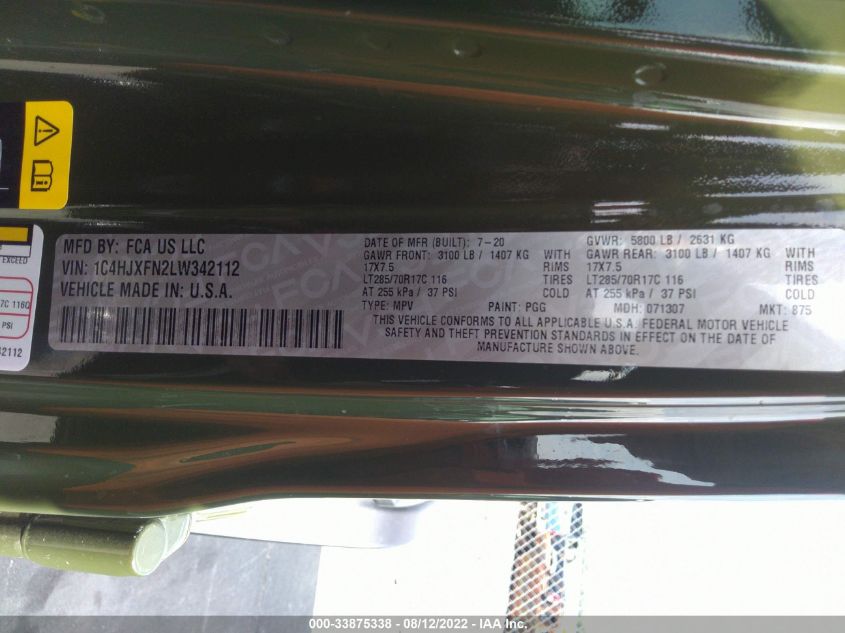 EXCEED
17C 116Q
PSI
42112
MFD BY: FCA US LLC
VIN: 1C4HJXFN2LW342112
VEHICLE MADE IN: U.S.A.
DATE OF MFR (BUILT): 7-20 GVWR: 5800 LB / 2631 KG
GAWR FRONT: 3100 LB / 1407 KG WITH GAWR REAR: 3100 LB / 1407 KG WITH
17X7.5 RIMS 17X7.5 RIMS
LT285/70R17C 116 TIRES LT285/70R17C 116 TIRES
AT 255 kPa / 37 PSI COLD AT 255 kPa / 37 PSI COLD
TYPE: MPV PAINT: PGG MDH: 071307 MKT: 875
THIS VEHICLE CONFORMS TO ALL APPLICABLE U.S.A. FEDERAL MOTOR VEHICLE
SAFETY AND THEFT PREVENTION STANDARDS IN EFFECT ON THE DATE OF
MANUFACTURE SHOWN ABOVE.
000-33875338 - 08/12/2022 - IAA Inc.